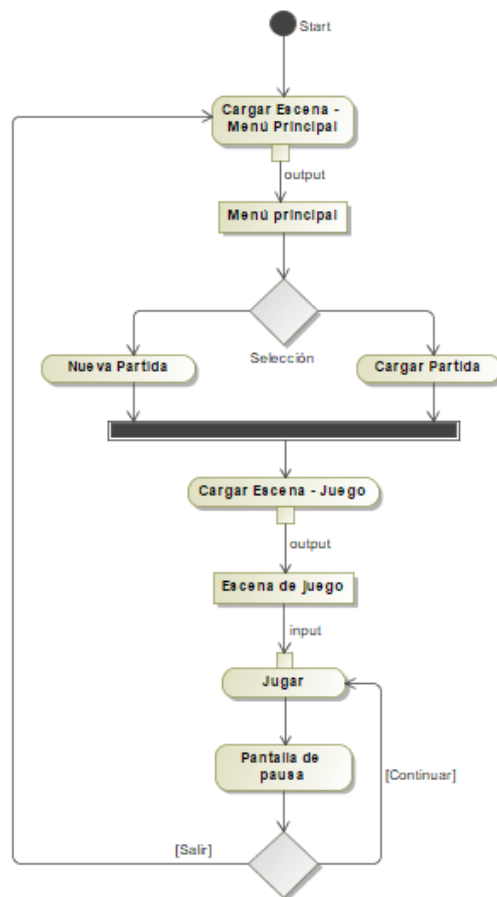 Start
Cargar Escena -
Menú Principal
output
Menú principal
Selección
Nueva Partida
Cargar Partida
Cargar Escena - Juego
output
Escena de juego
input
Jugar
Pantalla de
pausa
[Continuar]
[Salir]